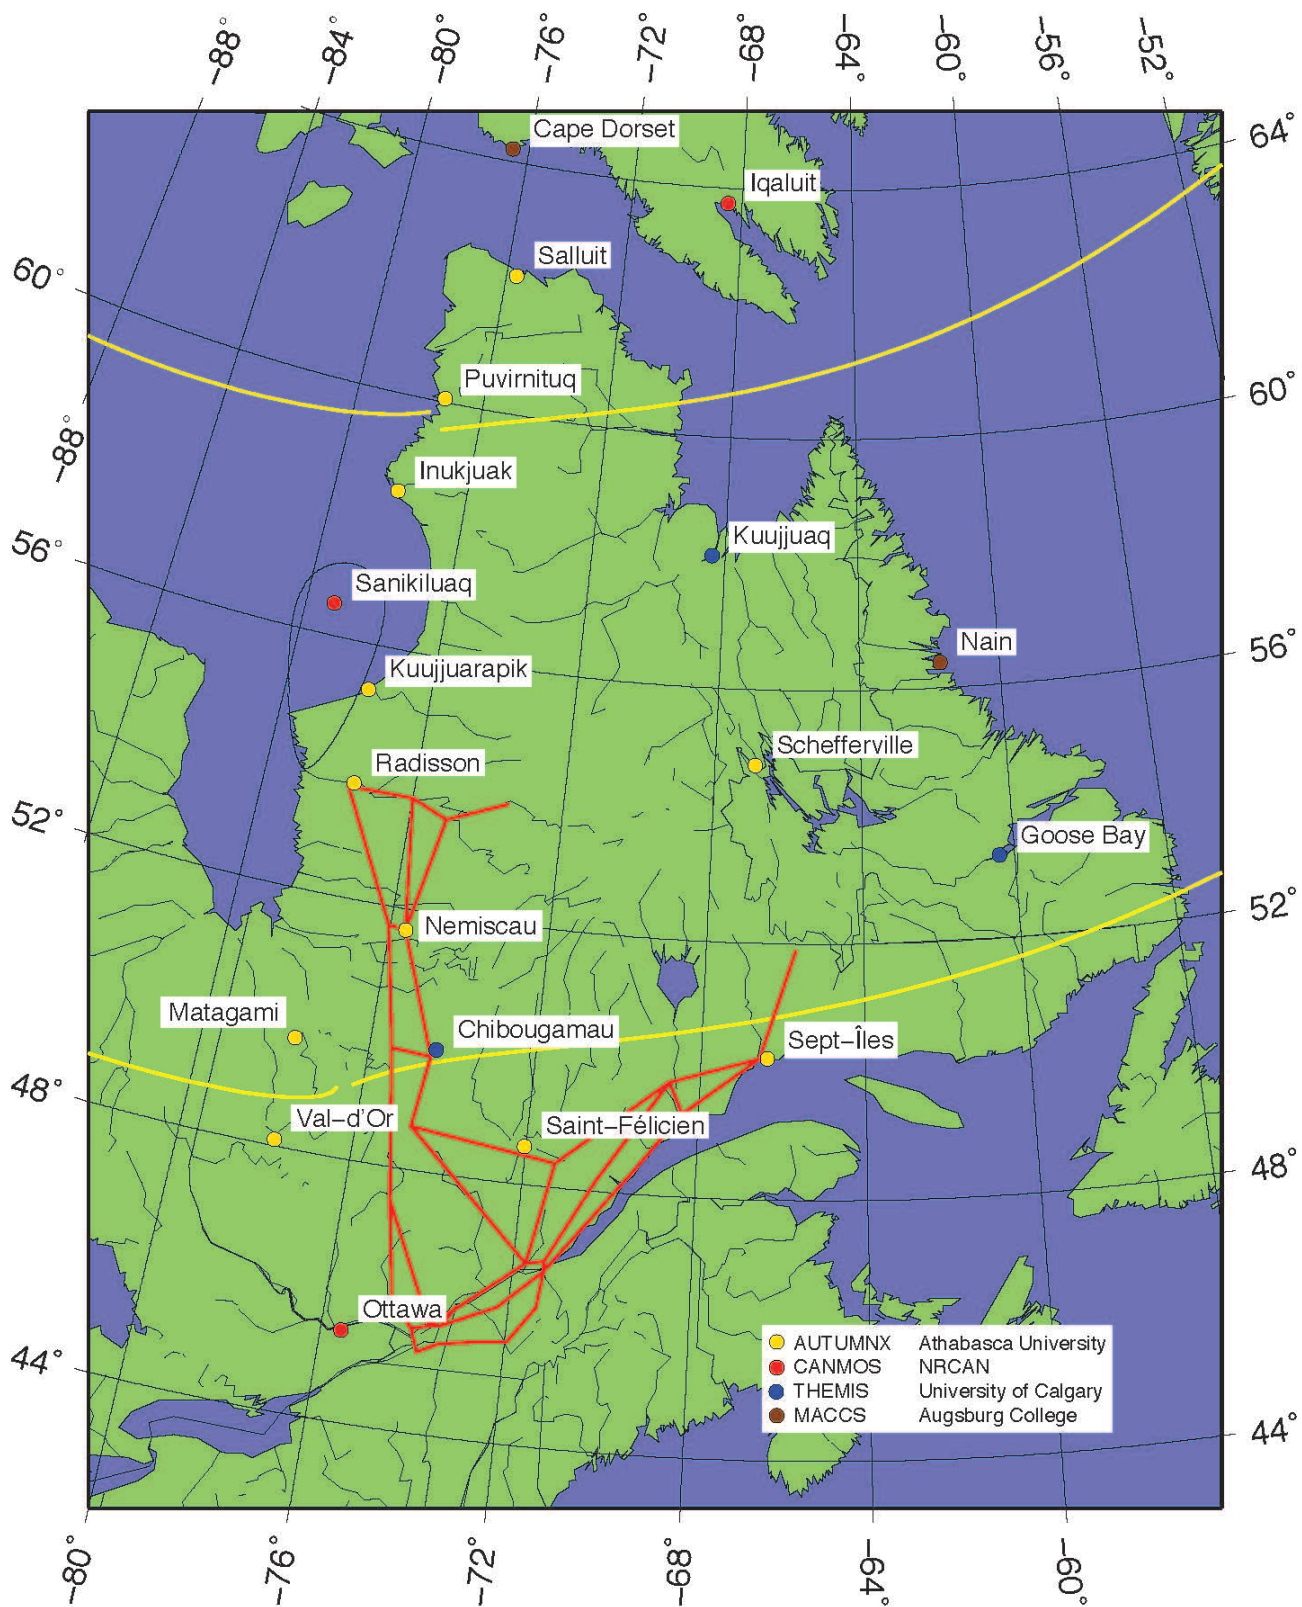 -88°
-84°
-80°
-76°
-72°
-68°
-64°
-60°
-56°
-52°
64°
Cape Dorset
Iqaluit
Salluit
60°
Puvirnituq
60°
-88°
Inukjuak
Kuujjuaq
56°
Sanikiluaq
Nain
56°
Kuujjuarapik
Schefferville
Radisson
52°
Goose Bay
52°
Nemiscau
Matagami
Chibougamau
Sept-Îles
48°
Val-d'Or
Saint-Félicien
48°
Ottawa
AUTUMNX Athabasca University
CANMOS NRCAN
THEMIS University of Calgary
MACCS Augsburg College
44°
44°
-80°
-76°
-72°
-68°
-64°
-60°